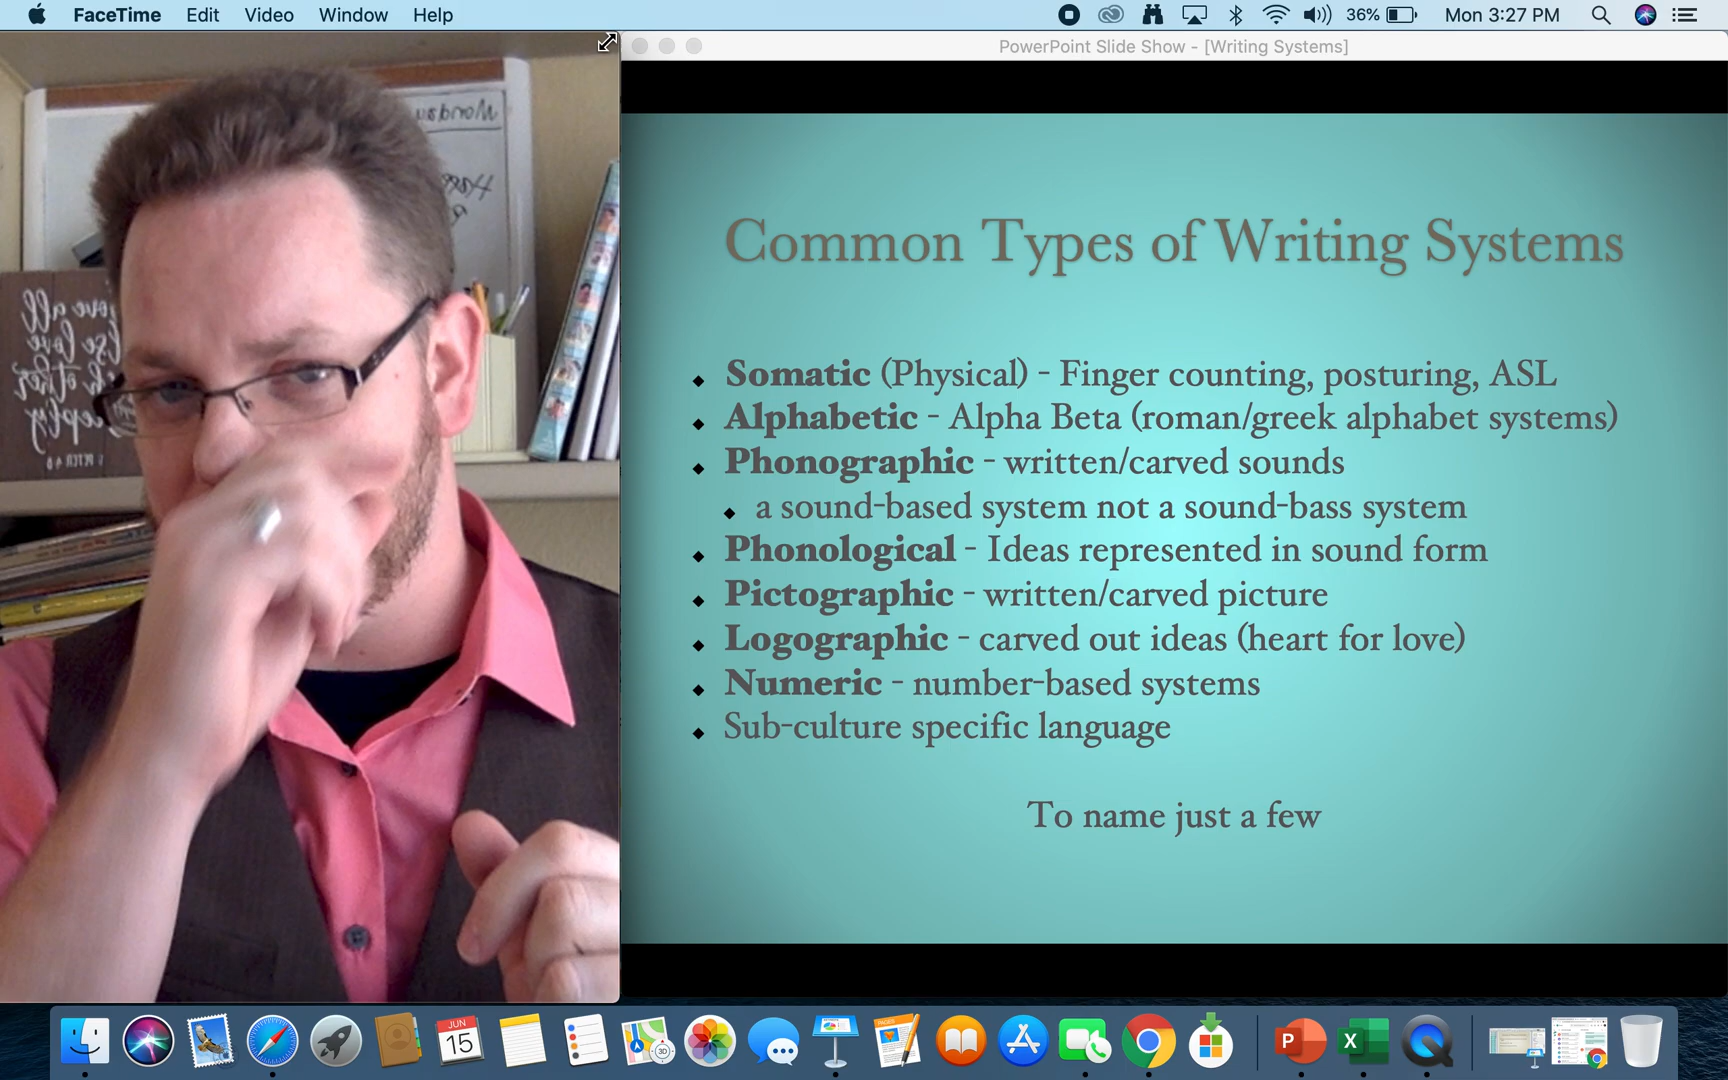 FaceTime Edit Video Window Help 36% Mon 3:27 PM
PowerPoint Slide Show - [Writing Systems]
Common Types of Writing Systems
Somatic (Physical) - Finger counting, posturing, ASL
Alphabetic - Alpha Beta (roman/greek alphabet systems)
Phonographic - written/carved sounds
a sound-based system not a sound-bass system
Phonological - Ideas represented in sound form
Pictographic - written/carved picture
Logographic - carved out ideas (heart for love)
Numeric - number-based systems
Sub-culture specific language
To name just a few
love all
JUN
15
3D
P
X